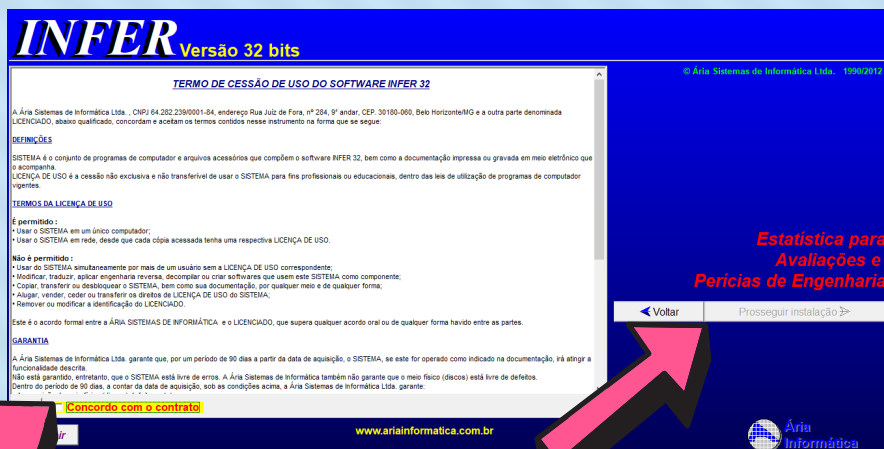 INFER Versão 32 bits
© Ária Sistemas de Informática Ltda. 1990/2012
TERMO DE CESSÃO DE USO DO SOFTWARE INFER 32
A Ária Sistemas de Informática Ltda. , CNPJ 64.282.239/0001-84, endereço Rua Juíz de Fora, nº 284, 9° andar, CEP. 30180-060, Belo Horizonte/MG e a outra parte denominada
LICENCIADO, abaixo qualificado, concordam e aceitam os termos contidos nesse instrumento na forma que se segue:
DEFINIÇÕES
SISTEMA é o conjunto de programas de computador e arquivos acessórios que compõem o software INFER 32, bem como a documentação impressa ou gravada em meio eletrônico que
o acompanha.
LICENÇA DE USO é a cessão não exclusiva e não transferível de usar o SISTEMA para fins profissionais ou educacionais, dentro das leis de utilização de programas de computador
vigentes.
TERMOS DA LICENÇA DE USO
É permitido :
• Usar o SISTEMA em um único computador;
• Usar o SISTEMA em rede, desde que cada cópia acessada tenha uma respectiva LICENÇA DE USO.
Não é permitido :
• Usar do SISTEMA simultaneamente por mais de um usuário sem a LICENÇA DE USO correspondente;
• Modificar, traduzir, aplicar engenharia reversa, decompilar ou criar softwares que usem este SISTEMA como componente;
• Copiar, transferir ou desbloquear o SISTEMA, bem como sua documentação, por qualquer meio e de qualquer forma;
• Alugar, vender, ceder ou transferir os direitos de LICENÇA DE USO do SISTEMA;
• Remover ou modificar a identificação do LICENCIADO.
Este é o acordo formal entre a ÁRIA SISTEMAS DE INFORMÁTICA e o LICENCIADO, que supera qualquer acordo oral ou de qualquer forma havido entre as partes.
GARANTIA
A Ária Sistemas de Informática Ltda. garante que, por um período de 90 dias a partir da data de aquisição, o SISTEMA, se este for operado como indicado na documentação, irá atingir a
funcionalidade descrita.
Não está garantido, entretanto, que o SISTEMA está livre de erros. A Ária Sistemas de Informática também não garante que o meio físico (discos) está livre de defeitos.
Dentro do período de 90 dias, a contar da data de aquisição, sob as condições acima, a Ária Sistemas de Informática Ltda. garante:
Concordo com o contrato
Estatística para
Avaliações e
Perícias de Engenharia
Voltar
Prosseguir instalação
ir
www.ariainformatica.com.br
Ária
Informática